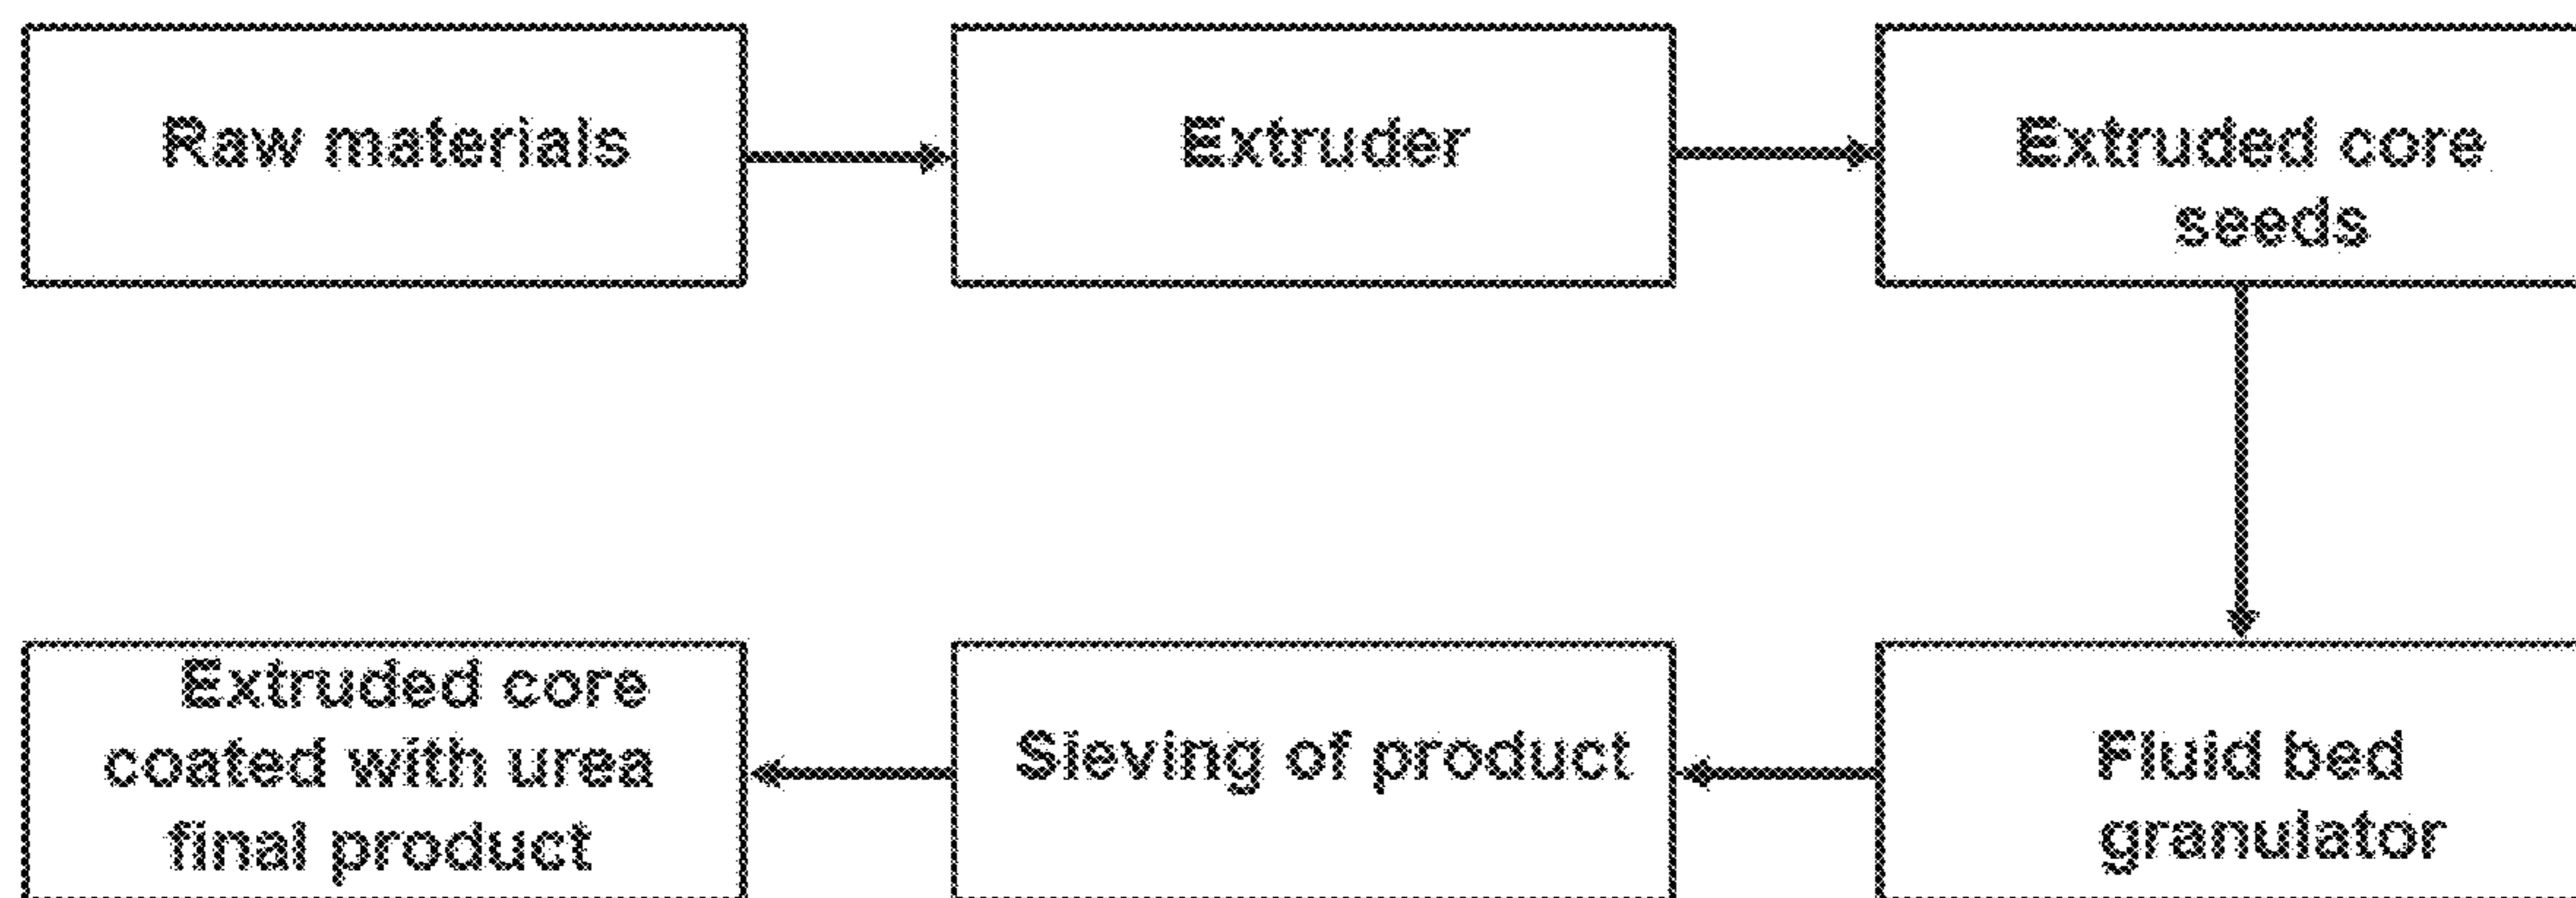 Raw materials
Extruder
Extruded core
seeds
Fluid bed
granulator
Sieving of product
Extruded core
coated with urea
final product